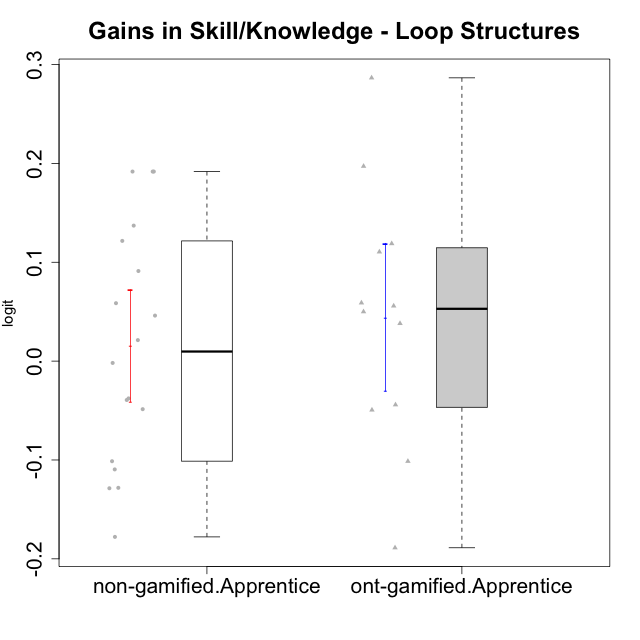 Gains in Skill/Knowledge - Loop Structures
logit
0.3
0.2
0.1
0.0
-0.1
-0.2
non-gamified.Apprentice ont-gamified.Apprentice